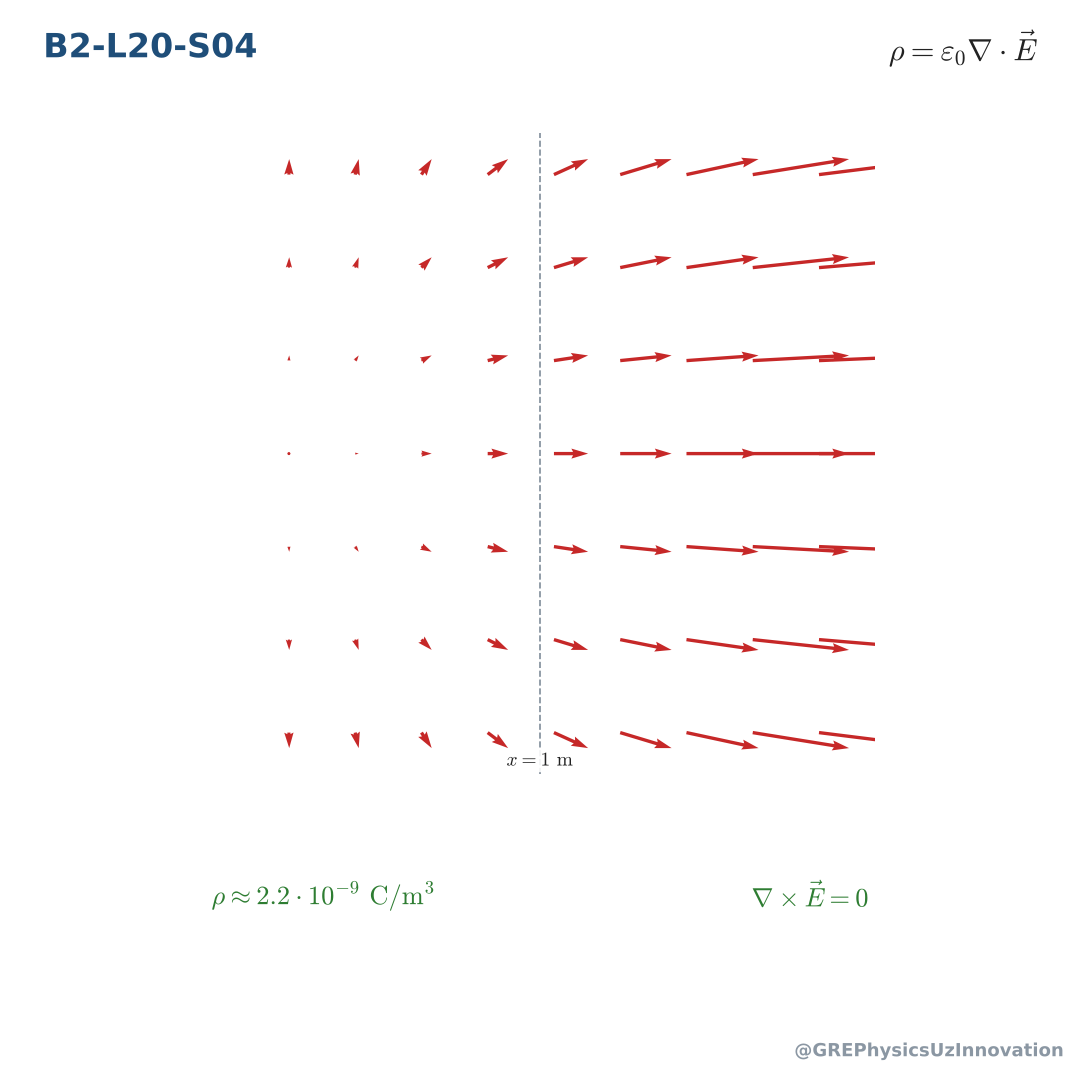 B2-L20-S04
ρ = ε₀∇ · E⃗
x = 1 m
ρ ≈ 2.2 · 10⁻⁹ C/m³
∇ × E⃗ = 0
@GREPhysicsUzInnovation